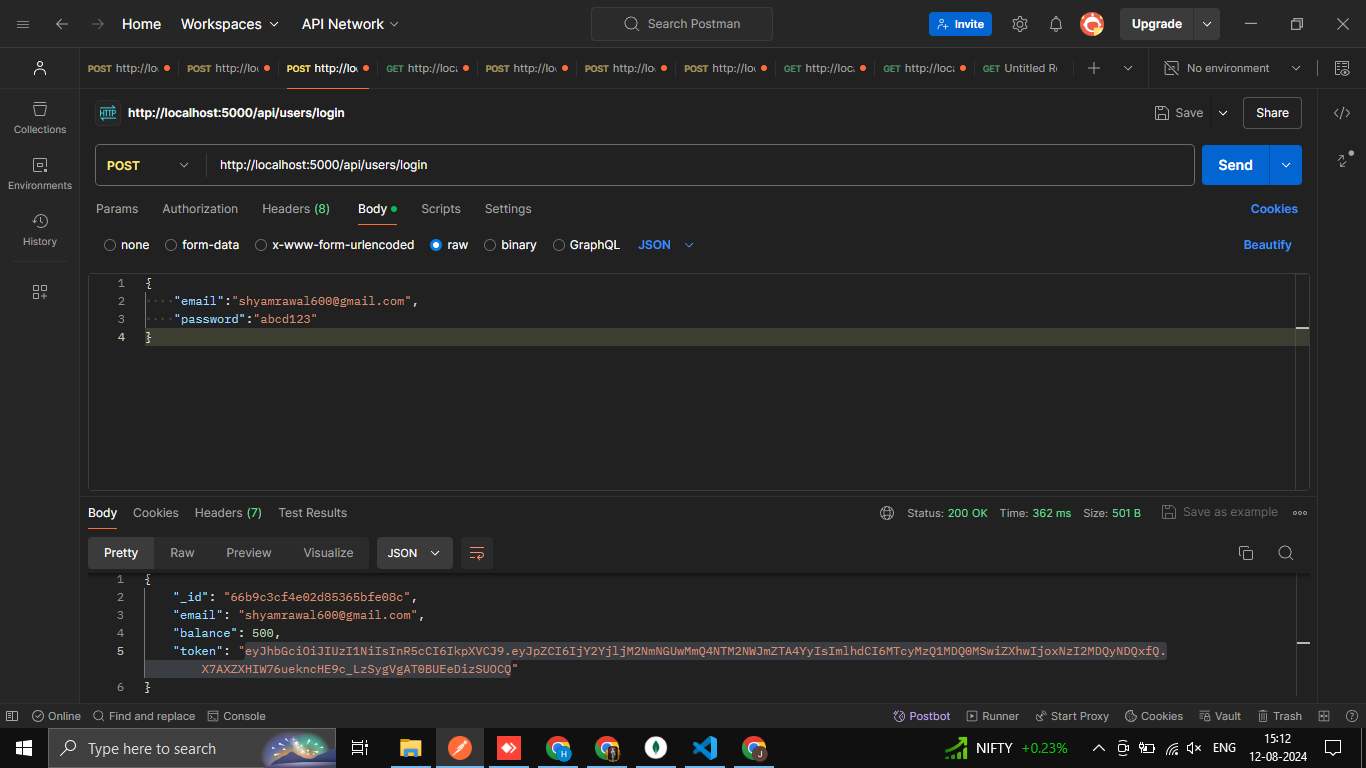 Home Workspaces API Network Search Postman Invite Upgrade
POST http://lo POST http://lo POST http://lo GET http://loc POST http://lo POST http://lo POST http://lo GET http://loc GET http://loc GET Untitled Re No environment
HTTP http://localhost:5000/api/users/login Save Share
Collections
Environments
History
POST http://localhost:5000/api/users/login Send
Params Authorization Headers (8) Body Scripts Settings Cookies
none form-data x-www-form-urlencoded raw binary GraphQL JSON Beautify
1 {
2 "email":"shyamrawal600@gmail.com",
3 "password":"abcd123"
4 }
Body Cookies Headers (7) Test Results Status: 200 OK Time: 362 ms Size: 501 B Save as example
Pretty Raw Preview Visualize JSON
1 {
2 "_id": "66b9c3cf4e02d85365bfe08c",
3 "email": "shyamrawal600@gmail.com",
4 "balance": 500,
5 "token": "eyJhbGciOiJIUzI1NiIsInR5cCI6IkpXVCJ9.eyJpZCI6IjY2YjljM2NmNGUwMmQ4NTM2NWJmZTA4YyIsImlhdCI6MTcyMzQ1MDQ0MSwiZXhwIjoxNzI2MDQyNDQxfQ.
X7AXZXHIW76uekncHE9c_LzSygVgAT0BUEeDizSUOCQ"
6 }
Online Find and replace Console Postbot Runner Start Proxy Cookies Vault Trash
Type here to search NIFTY +0.23% ENG 15:12
12-08-2024